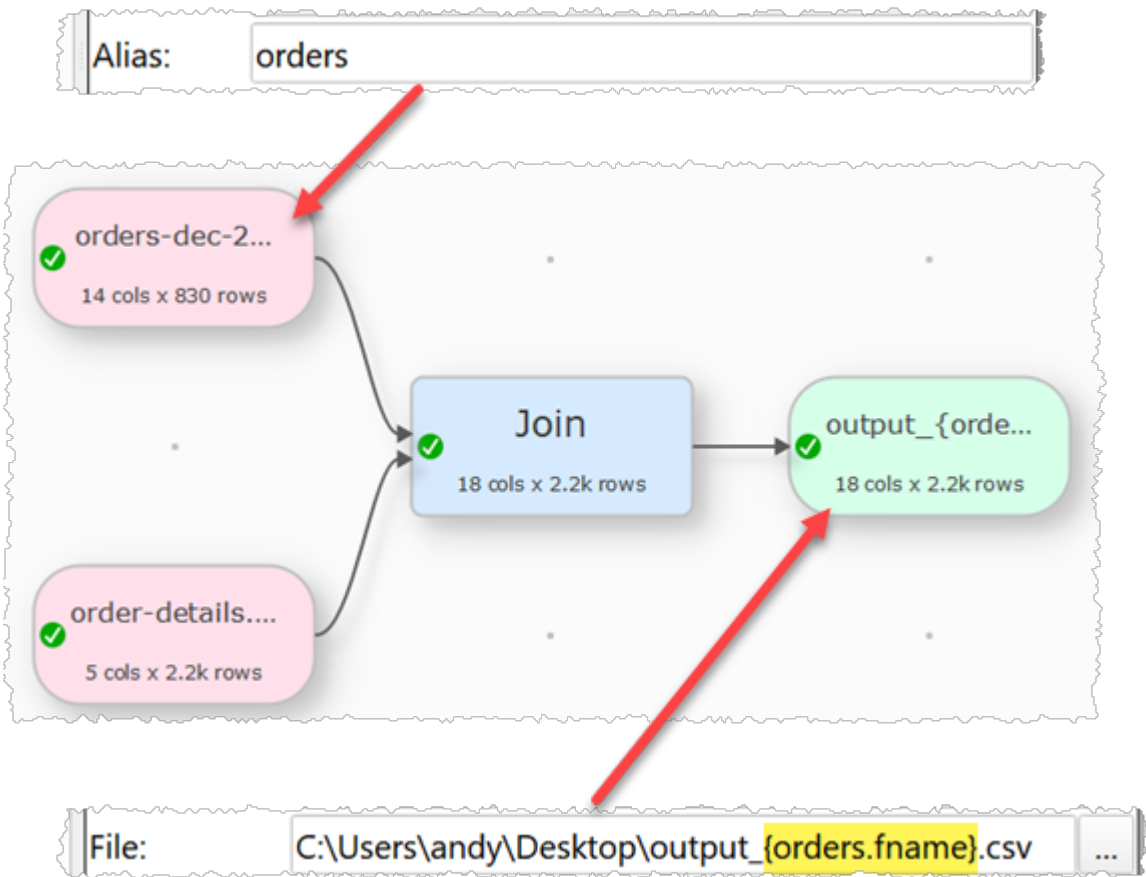 Alias: orders
orders-dec-2...
14 cols x 830 rows
Join
18 cols x 2.2k rows
output_{orde...
18 cols x 2.2k rows
order-details....
5 cols x 2.2k rows
File: C:\Users\andy\Desktop\output_{orders.fname}.csv ...